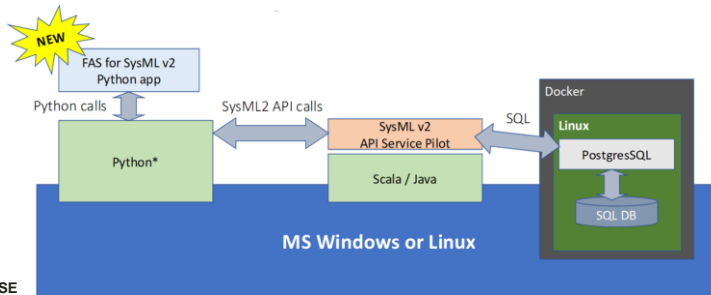 NEW
FAS for SysML v2
Python app
Python calls
SysML2 API calls
SQL
Docker
Linux
SysML v2
API Service Pilot
PostgresSQL
Python*
Scala / Java
SQL DB
MS Windows or Linux
SE